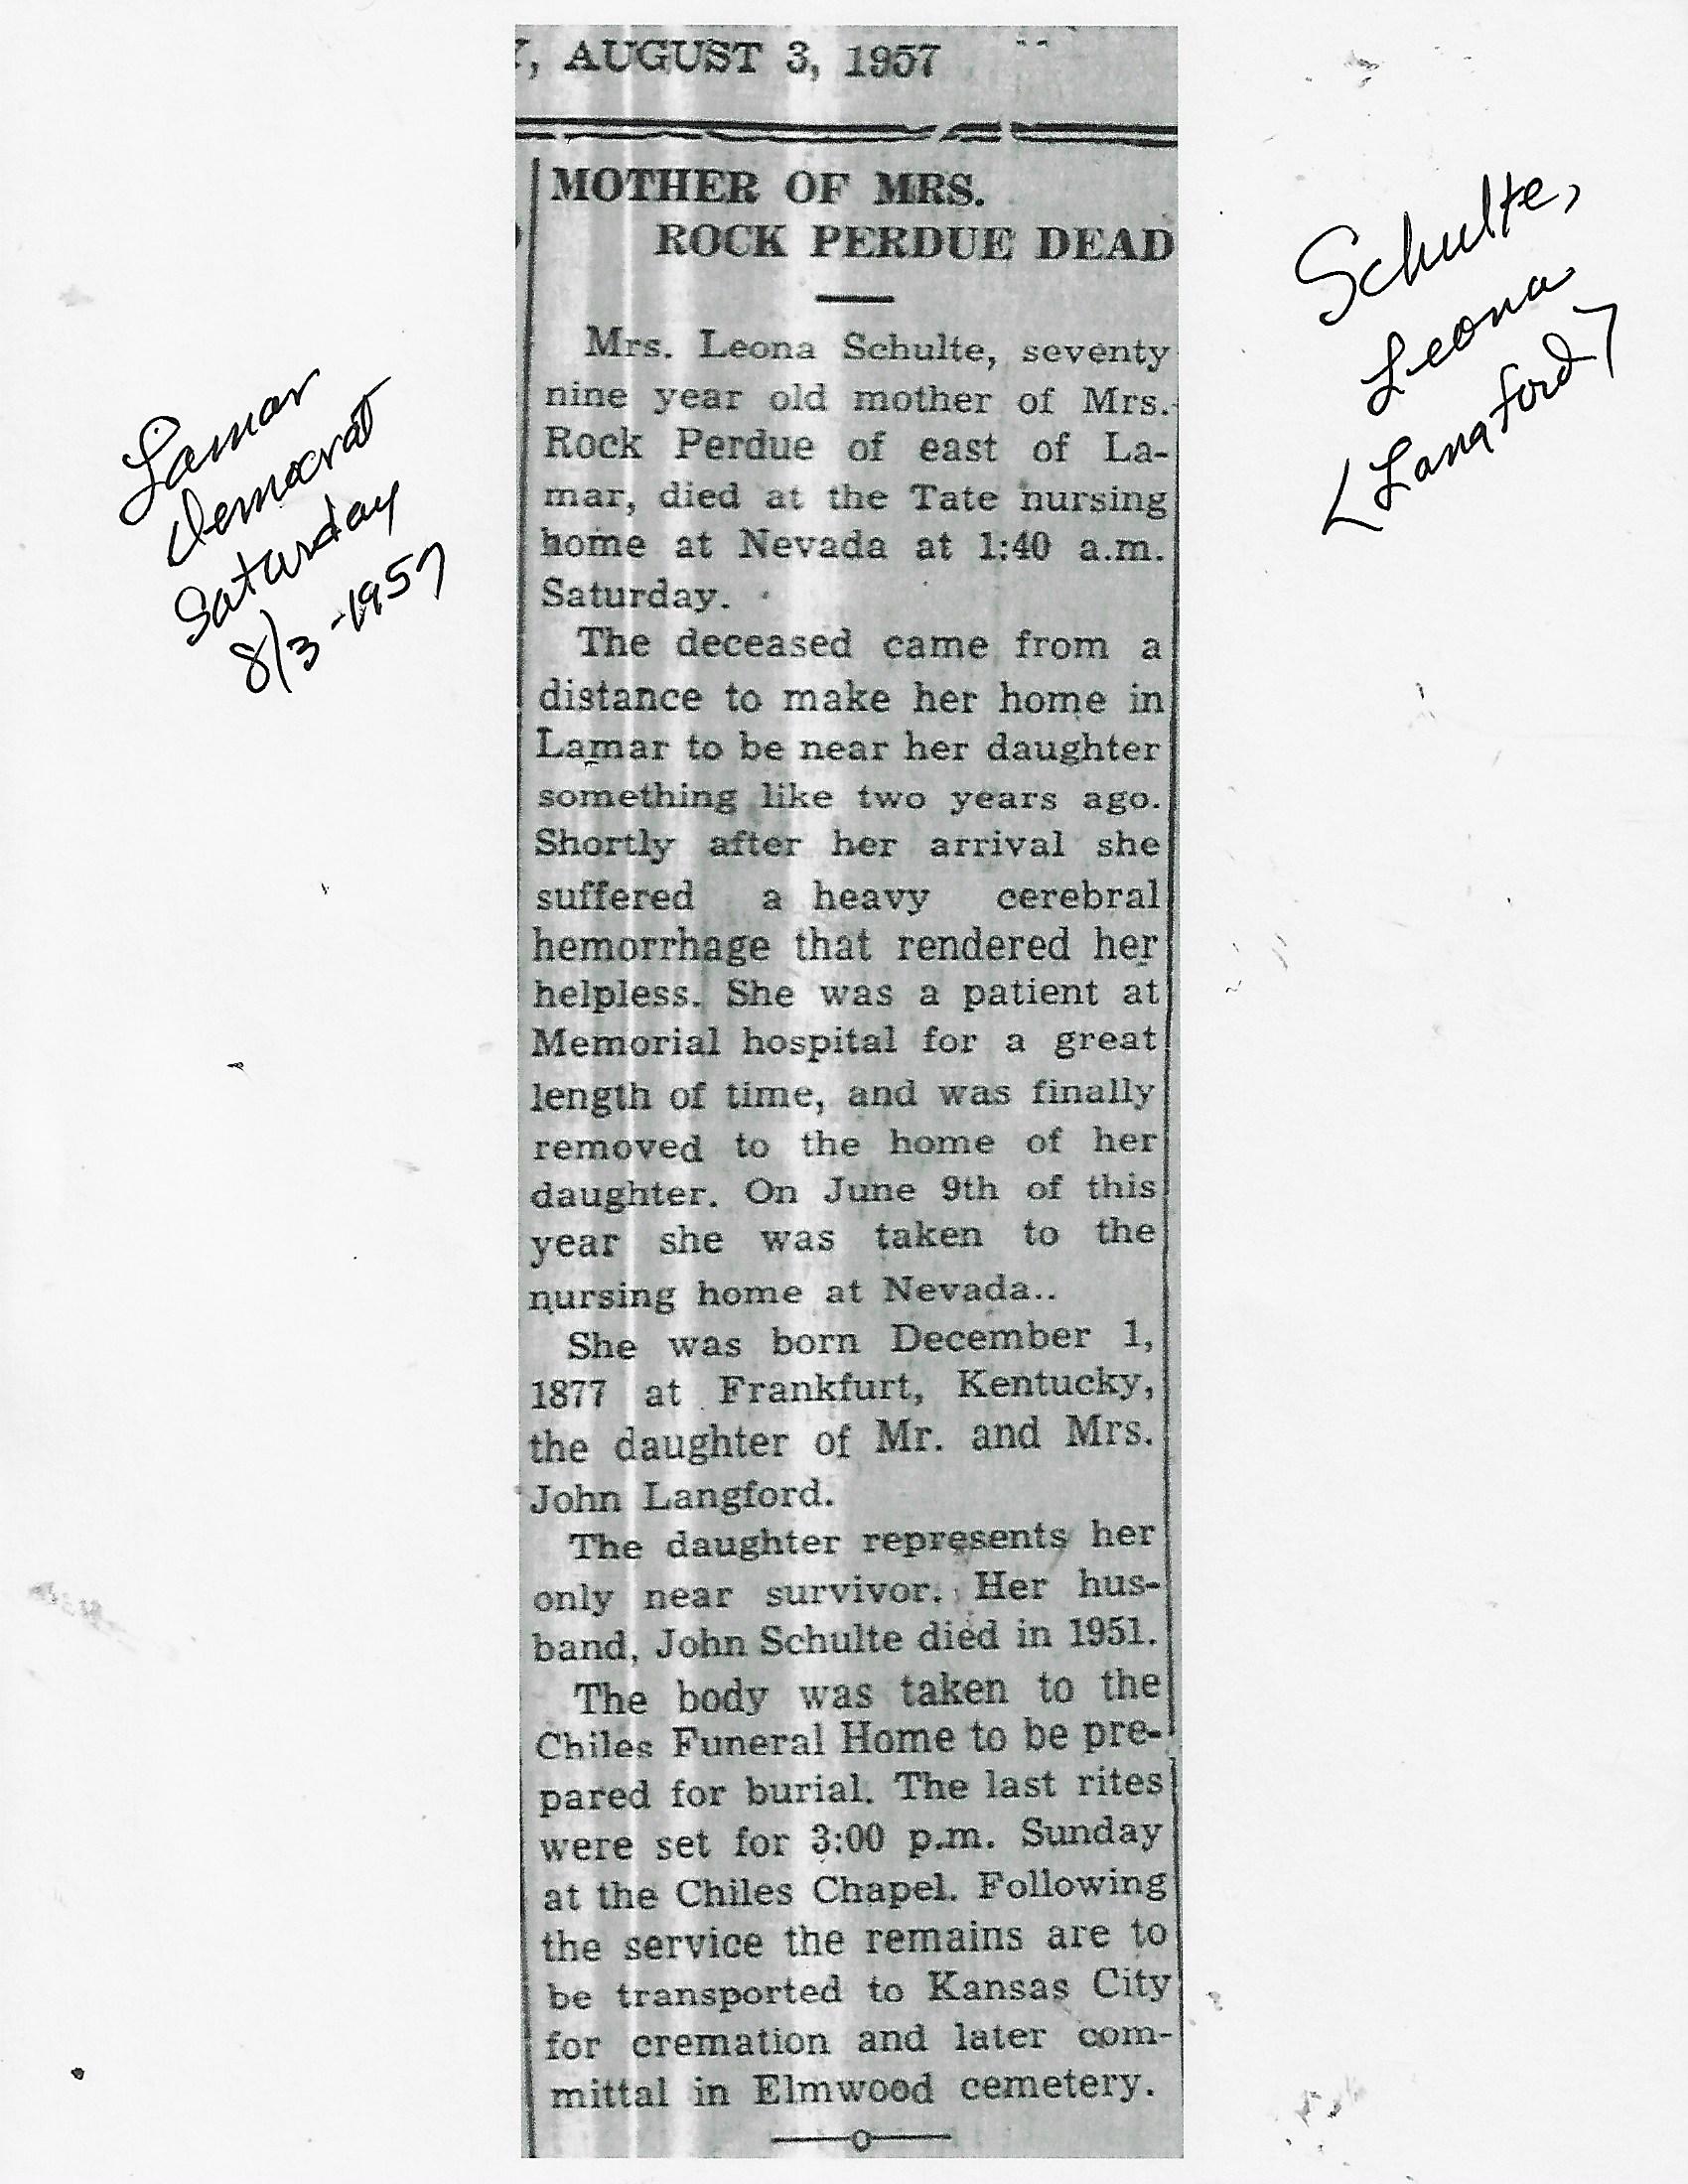 , AUGUST 3, 1957
MOTHER OF MRS.
ROCK PERDUE DEAD
Mrs. Leona Schulte, seventy
nine year old mother of Mrs.
Rock Perdue of east of La-
mar, died at the Tate nursing
home at Nevada at 1:40 a.m.
Saturday.
The deceased came from a
distance to make her home in
Lamar to be near her daughter
something like two years ago.
Shortly after her arrival she
suffered a heavy cerebral
hemorrhage that rendered her
helpless. She was a patient at
Memorial hospital for a great
length of time, and was finally
removed to the home of her
daughter. On June 9th of this
year she was taken to the
nursing home at Nevada..
She was born December 1,
1877 at Frankfurt, Kentucky,
the daughter of Mr. and Mrs.
John Langford.
The daughter represents her
only near survivor. Her hus-
band, John Schulte died in 1951.
The body was taken to the
Chiles Funeral Home to be pre-
pared for burial. The last rites
were set for 3:00 p.m. Sunday
at the Chiles Chapel. Following
the service the remains are to
be transported to Kansas City
for cremation and later com-
mittal in Elmwood cemetery.
Lamar
Democrat
Saturday
8/3-1957
Schulte,
Leona
<Langford>